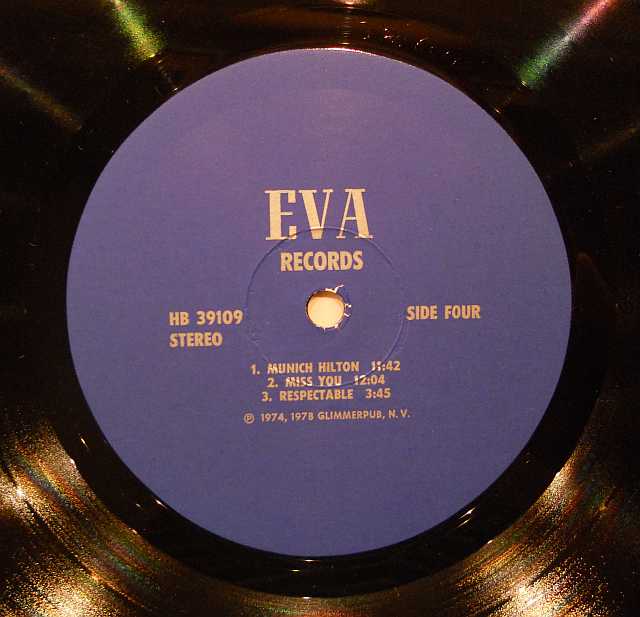 EVA
RECORDS
HB 39109
STEREO
SIDE FOUR
1. MUNICH HILTON 11:42
2. MISS YOU 12:04
3. RESPECTABLE 3:45
℗ 1974, 1978 GLIMMERPUB, N.V.